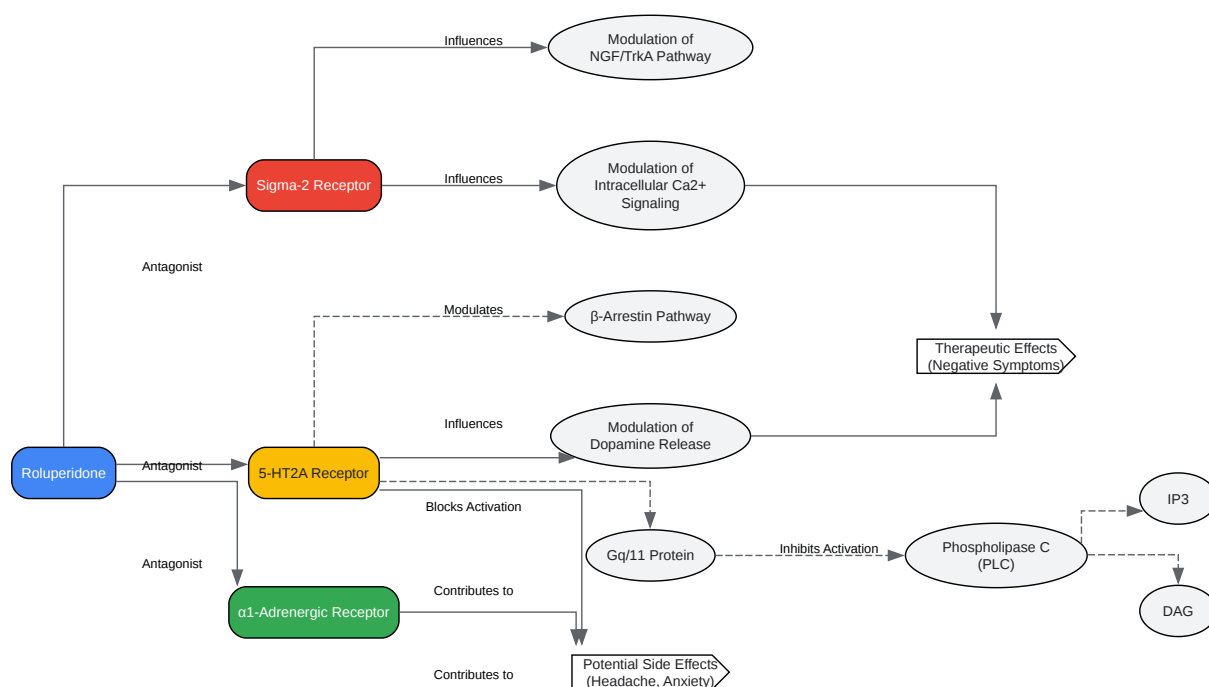 Influences
Modulation of
NGF/TrkA Pathway
Sigma-2 Receptor
Influences
Modulation of
Intracellular Ca2+
Signaling
Antagonist
Modulates
β-Arrestin Pathway
Therapeutic Effects
(Negative Symptoms)
Influences
Modulation of
Dopamine Release
Roluperidone
Antagonist
5-HT2A Receptor
Blocks Activation
IP3
Gq/11 Protein
Inhibits Activation
Phospholipase C
(PLC)
Antagonist
Contributes to
α1-Adrenergic Receptor
DAG
Contributes to
Potential Side Effects
(Headache, Anxiety)